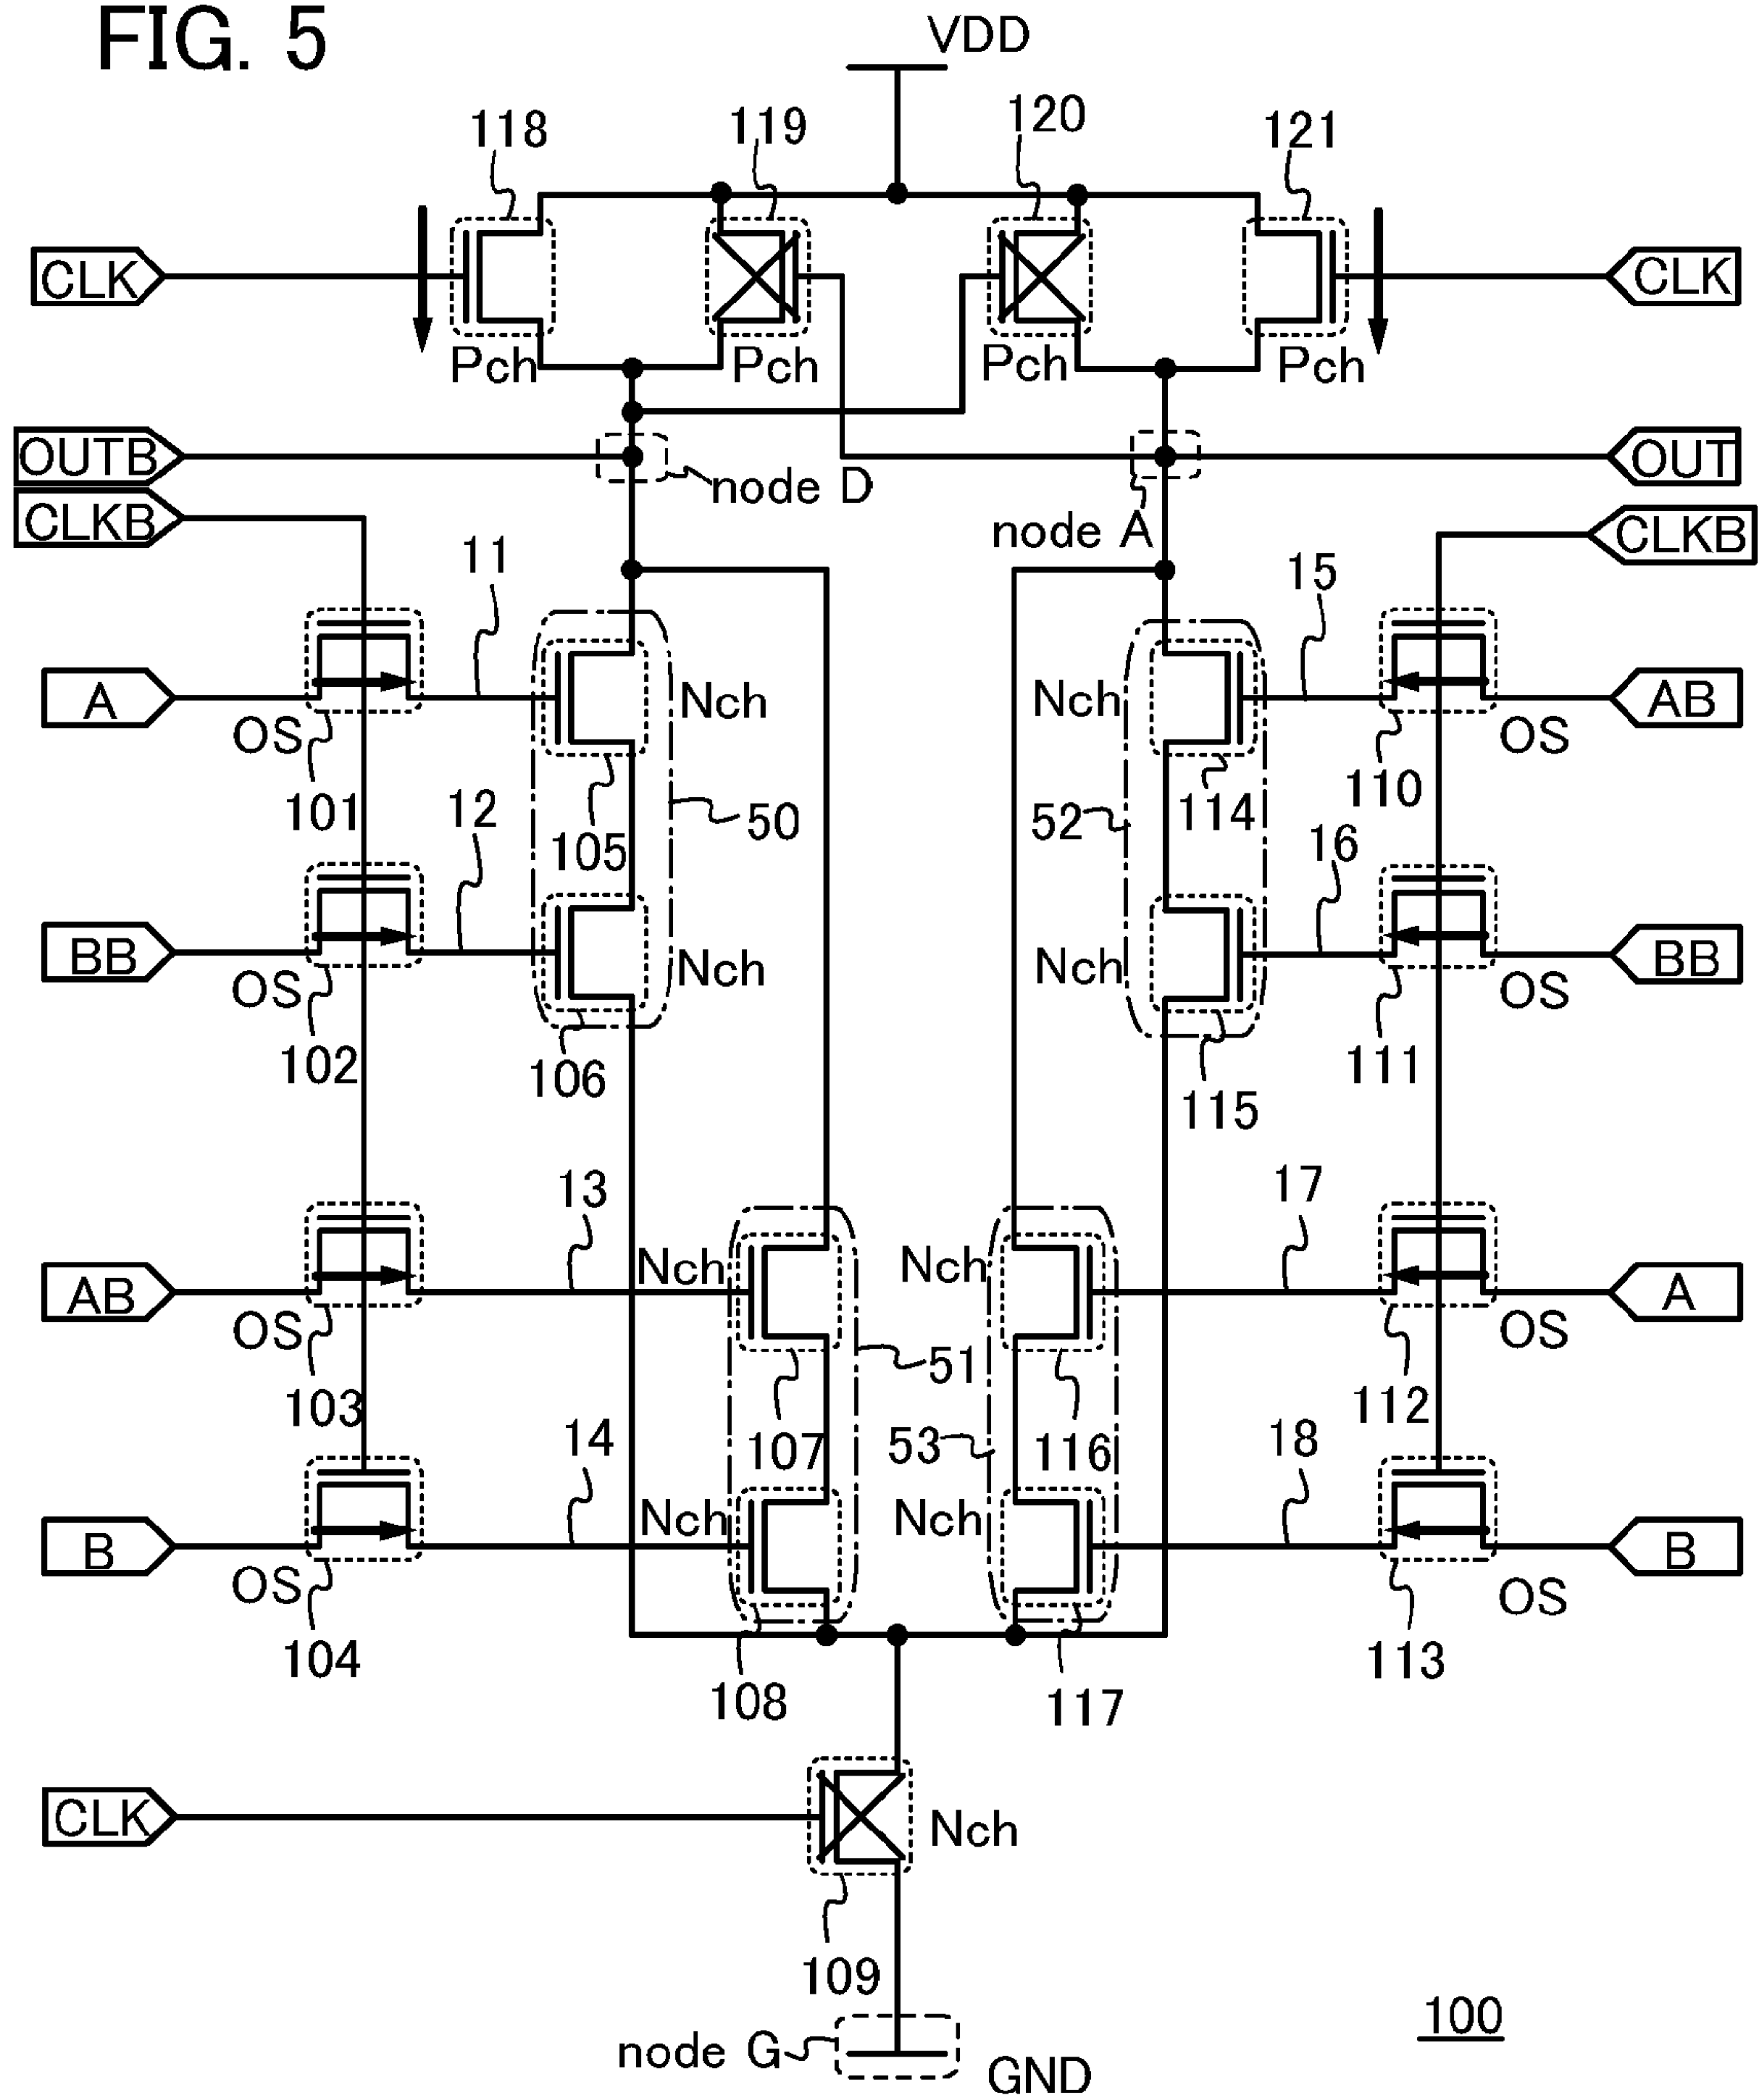 FIG. 5
VDD
118
119
120
121
CLK
CLK
Pch
Pch
Pch
Pch
OUTB
OUT
node D
node A
CLKB
CLKB
11
15
A
Nch
Nch
AB
OS
OS
101
110
105
114
50
52
12
16
BB
Nch
Nch
BB
OS
OS
102
111
106
115
13
17
Nch
Nch
AB
A
OS
OS
51
103
112
107
116
53
14
18
Nch
Nch
B
B
OS
OS
104
113
108
117
CLK
Nch
109
100
node G
GND